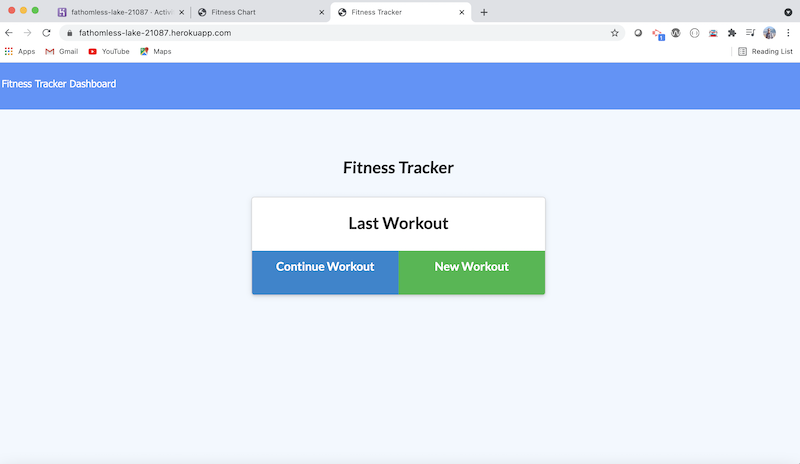 fathomless-lake-21087 · Activi
Fitness Chart
Fitness Tracker
fathomless-lake-21087.herokuapp.com
Apps
Gmail
YouTube
Maps
Reading List
Fitness Tracker Dashboard
Fitness Tracker
Last Workout
Continue Workout
New Workout